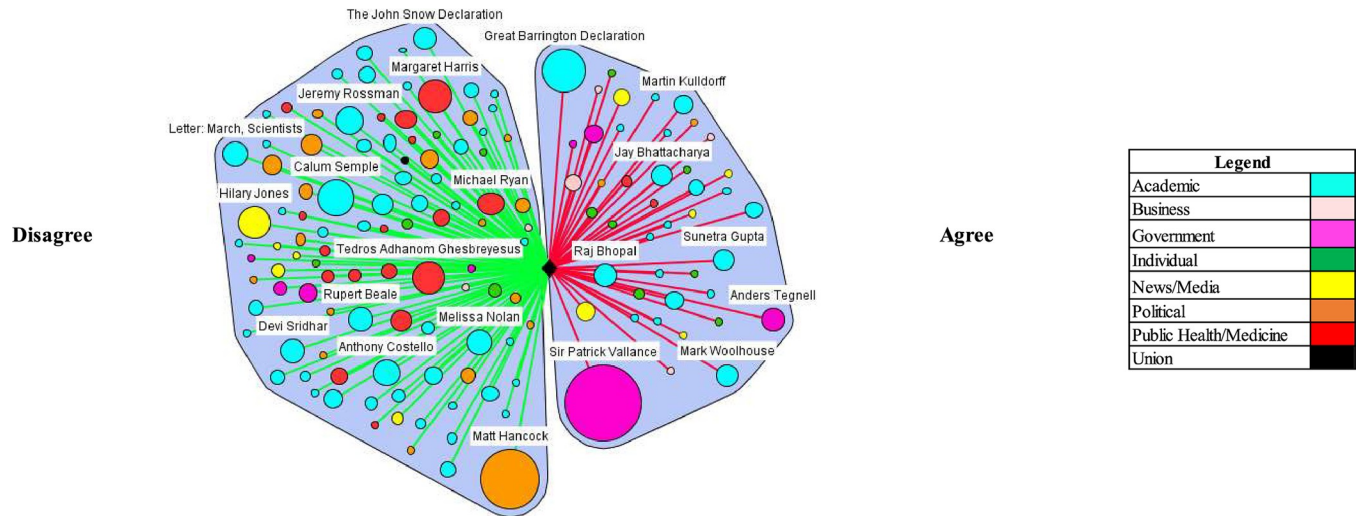 The John Snow Declaration
Great Barrington Declaration
Margaret Harris
Martin Kulldorff
Jeremy Rossman
Letter: March, Scientists
Jay Bhattacharya
Calum Semple
Michael Ryan
Hilary Jones
Disagree
Agree
Sunetra Gupta
Tedros Adhanom Ghesbreyesus
Raj Bhopal
Rupert Beale
Anders Tegnell
Devi Sridhar
Melissa Nolan
Anthony Costello
Sir Patrick Vallance
Mark Woolhouse
Matt Hancock
Legend
Academic
Business
Government
Individual
News/Media
Political
Public Health/Medicine
Union